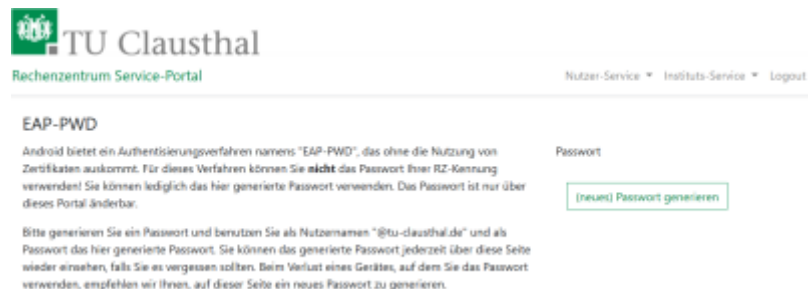 TU Clausthal
Rechenzentrum Service-Portal
Nutzer-Service Instituts-Service Logout
EAP-PWD
Android bietet ein Authentisierungsverfahren namens "EAP-PWD", das ohne die Nutzung von
Zertifikaten auskommt. Für dieses Verfahren können Sie nicht das Passwort Ihrer RZ-Kennung
verwenden! Sie können lediglich das hier generierte Passwort verwenden. Das Passwort ist nur über
dieses Portal änderbar.
Bitte generieren Sie ein Passwort und benutzen Sie als Nutzernamen "@tu-clausthal.de" und als
Passwort das hier generierte Passwort. Sie können das generierte Passwort jederzeit über diese Seite
wieder einsehen, falls Sie es vergessen sollten. Beim Verlust eines Gerätes, auf dem Sie das Passwort
verwenden, empfehlen wir Ihnen, auf dieser Seite ein neues Passwort zu generieren.
Passwort
(neues) Passwort generieren